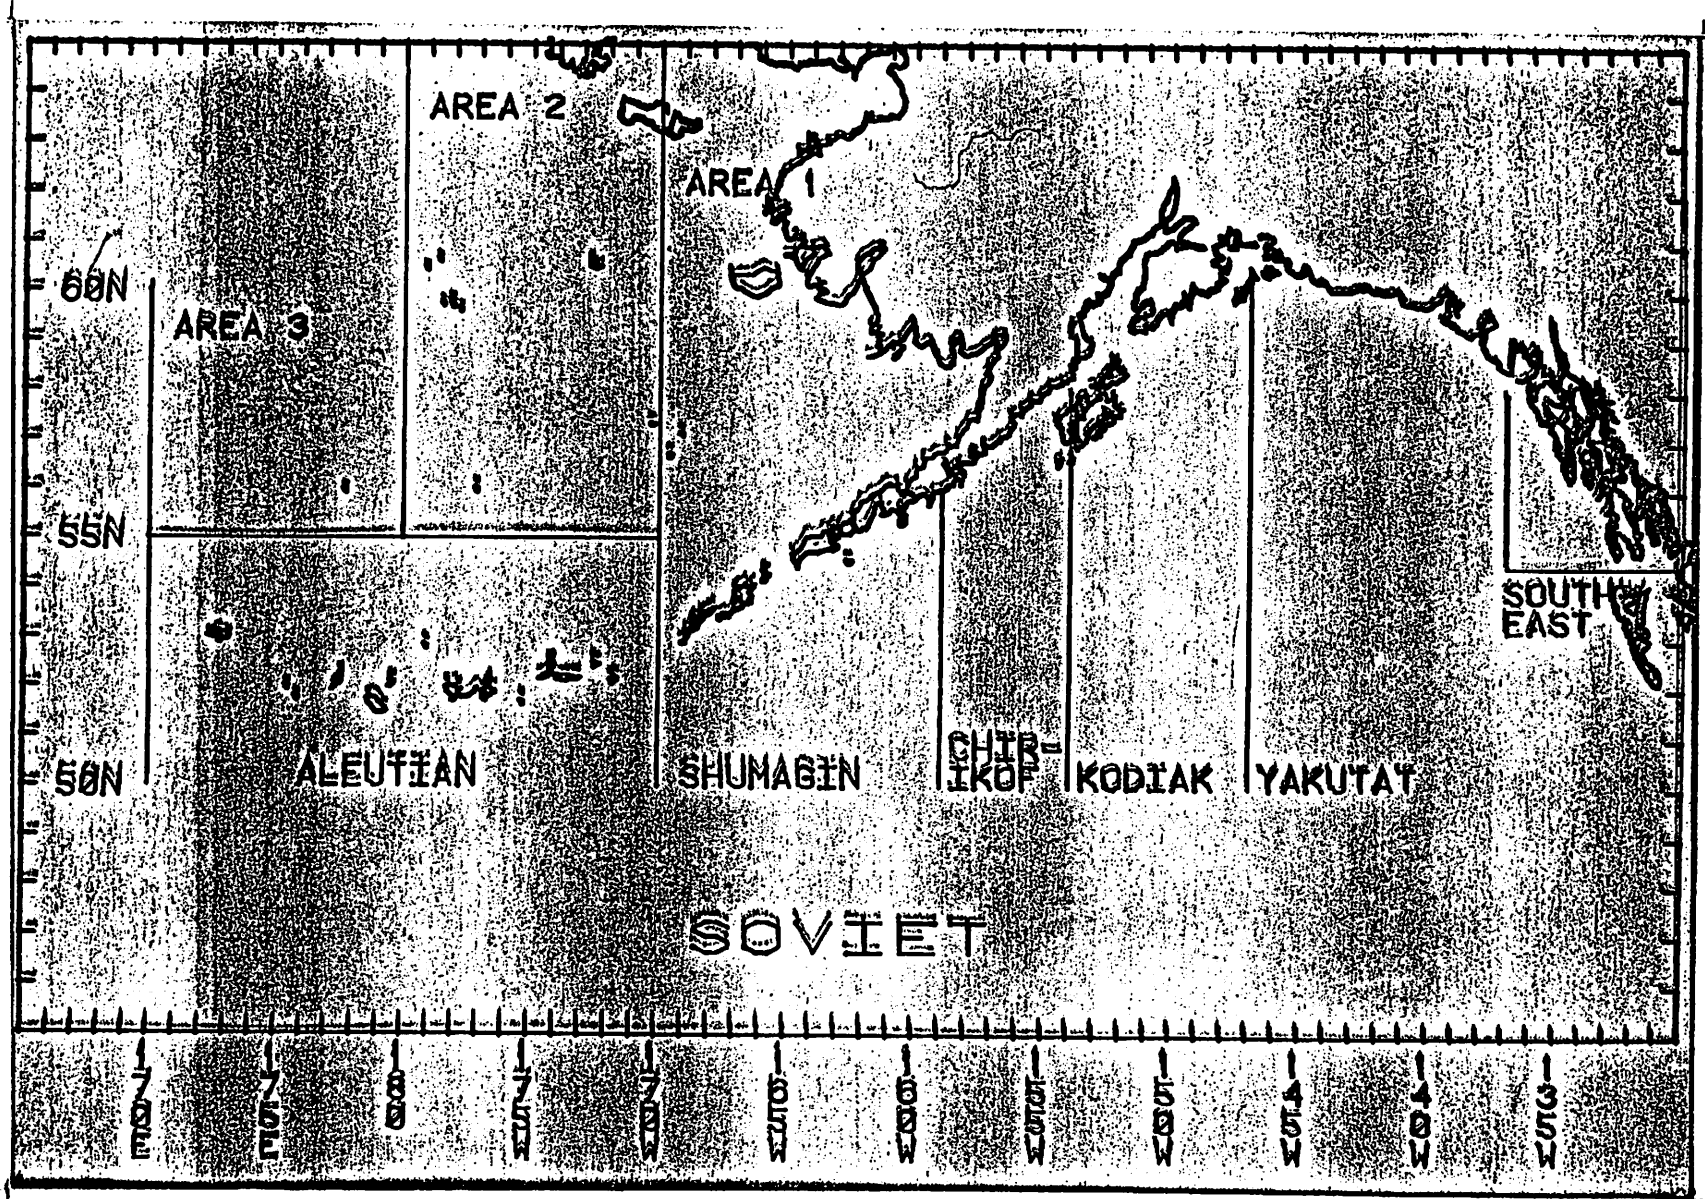 AREA 2
AREA 1
60N
AREA 3
55N
SOUTH
EAST
50N
ALEUTIAN
SHUMAGIN
CHIR-
IKOF
KODIAK
YAKUTAT
SOVIET
170E
175E
180
175W
170W
165W
160W
155W
150W
145W
140W
135W